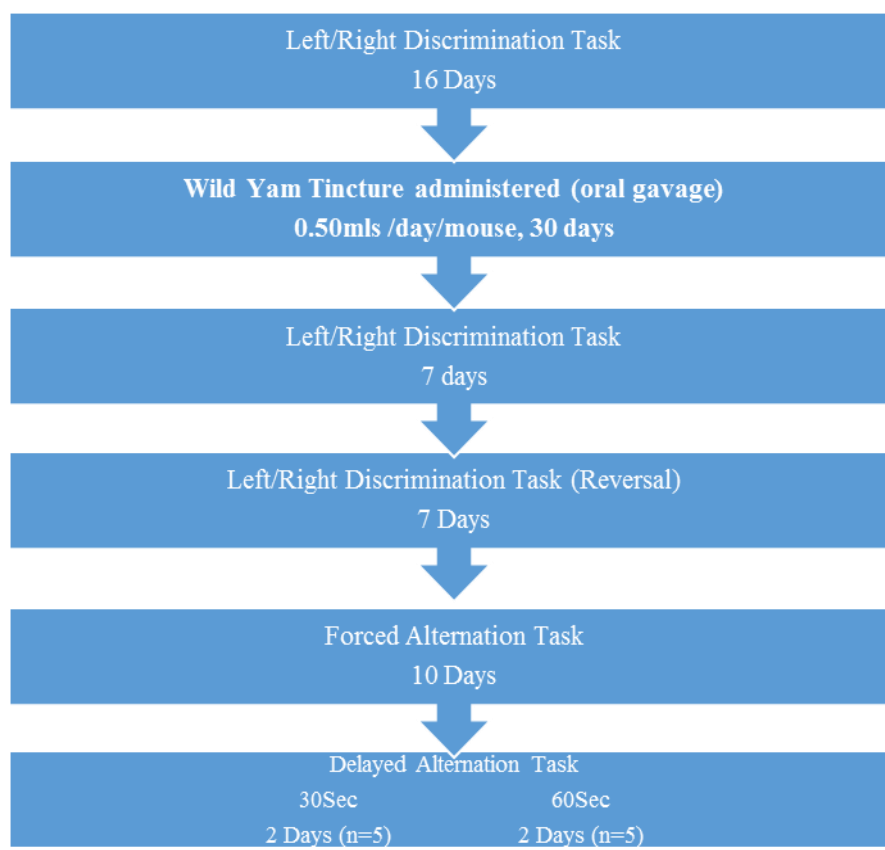 Left/Right Discrimination Task
16 Days
Wild Yam Tincture administered (oral gavage)
0.50mls /day/mouse, 30 days
Left/Right Discrimination Task
7 days
Left/Right Discrimination Task (Reversal)
7 Days
Forced Alternation Task
10 Days
Delayed Alternation Task
30Sec 60Sec
2 Days (n=5) 2 Days (n=5)